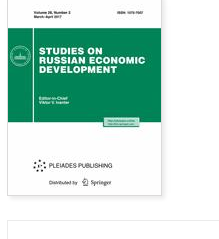 Volume 28, Number 2
March-April 2017
ISSN: 1075-7007
STUDIES ON
RUSSIAN ECONOMIC
DEVELOPMENT
Editor-in-Chief
Viktor V. Ivanter
PLEIADES PUBLISHING
Distributed by Springer